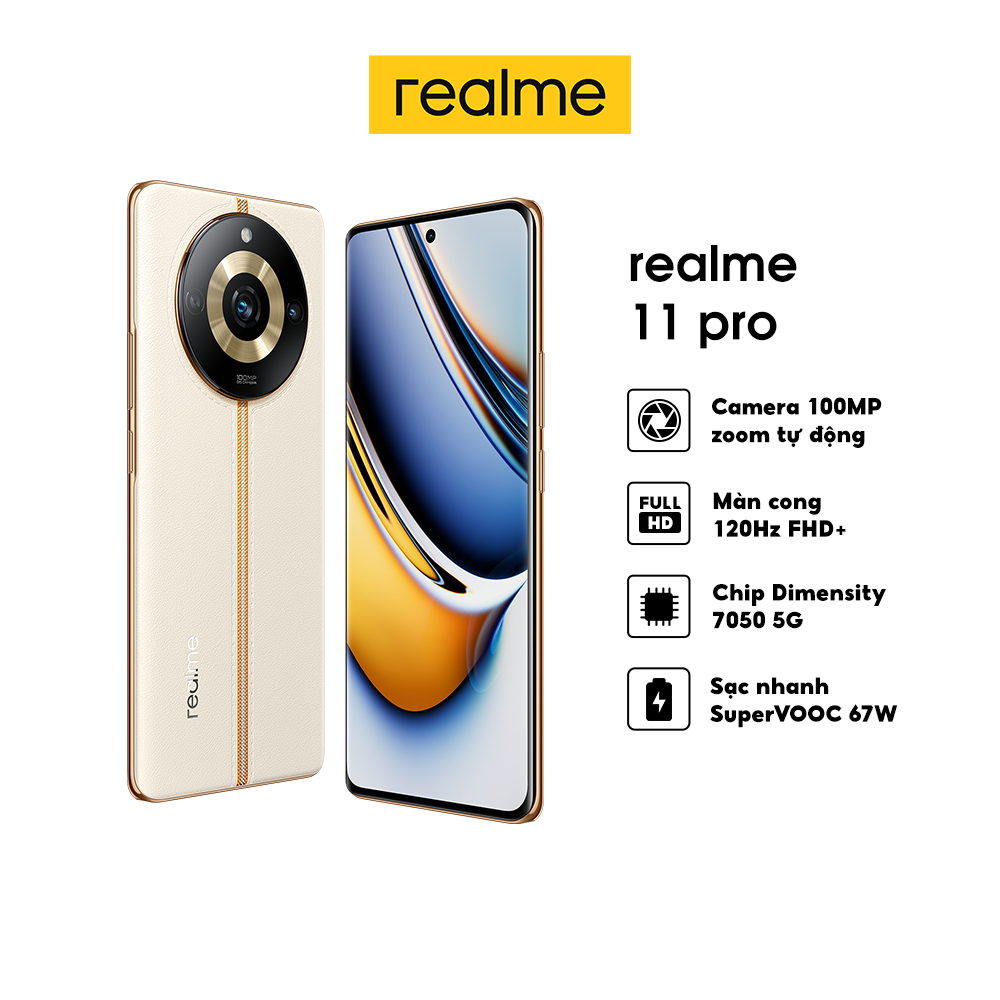 realme
realme
11 pro
Camera 100MP
zoom tự động
FULL
HD
Màn cong
120Hz FHD+
Chip Dimensity
7050 5G
Sạc nhanh
SuperVOOC 67W
100MP
realme